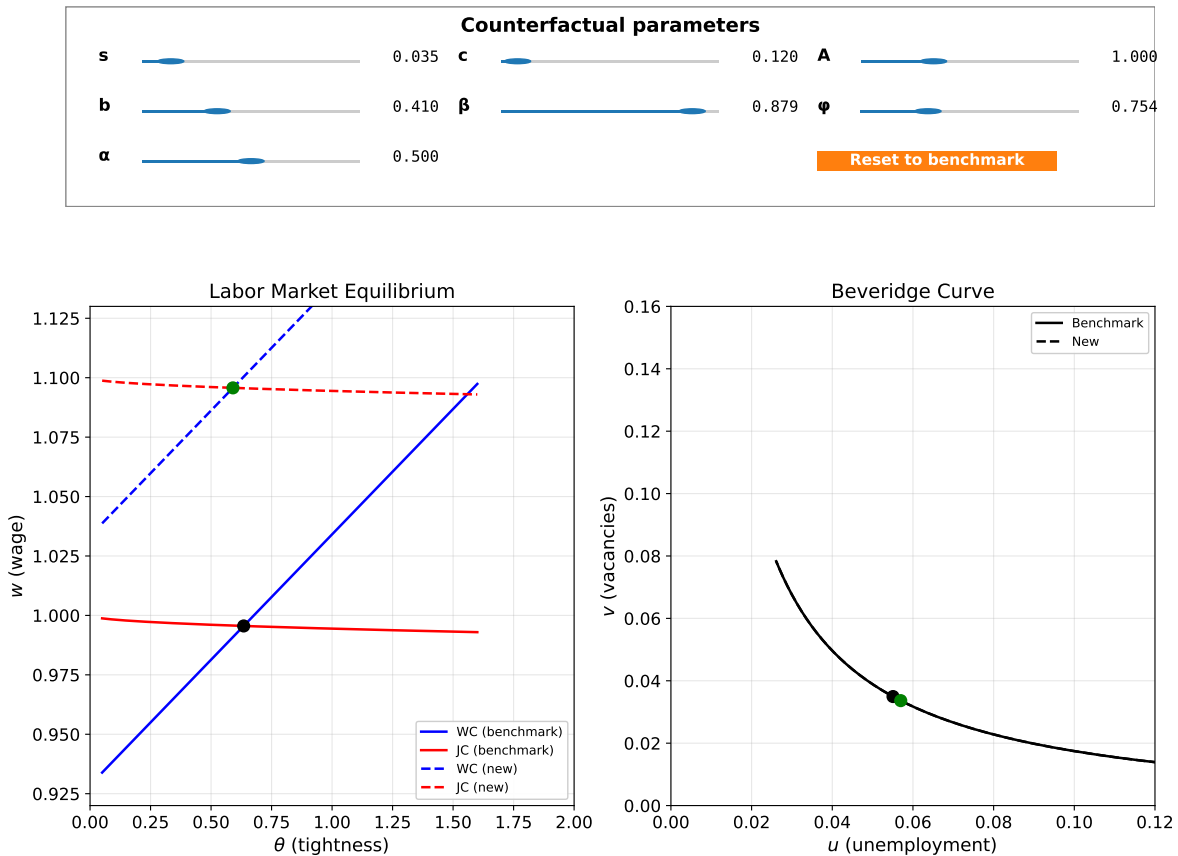 Counterfactual parameters
s 0.035 c 0.120 A 1.000
b 0.410 β 0.879 φ 0.754
α 0.500
Reset to benchmark
Labor Market Equilibrium
1.125
1.100
1.075
1.050
1.025
1.000
0.975
0.950
0.925
w (wage)
0.00 0.25 0.50 0.75 1.00 1.25 1.50 1.75 2.00
θ (tightness)
WC (benchmark)
JC (benchmark)
WC (new)
JC (new)
Beveridge Curve
0.16
0.14
0.12
0.10
0.08
0.06
0.04
0.02
0.00
v (vacancies)
0.00 0.02 0.04 0.06 0.08 0.10 0.12
u (unemployment)
Benchmark
New